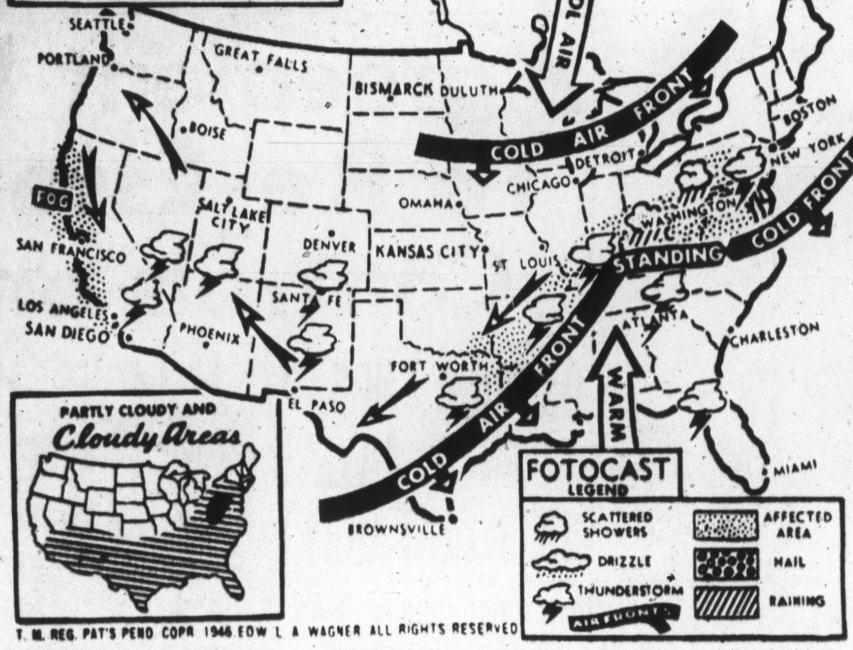 SEATTLE
PORTLAND
GREAT FALLS
BISMARCK
DULUTH
OL AIR
BOISE
COLD AIR FRONT
BOSTON
NEW YORK
DETROIT
CHICAGO
FOG
SALT LAKE
CITY
OMAHA
WASHINGTON
COLD FRONT
SAN FRANCISCO
DENVER
KANSAS CITY
ST LOUIS
STANDING
LOS ANGELES
SAN DIEGO
SANTA FE
PHOENIX
ATLANTA
CHARLESTON
FORT WORTH
EL PASO
COLD AIR FRONT
WARM
MIAMI
BROWNSVILLE
PARTLY CLOUDY AND
Cloudy Areas
FOTOCAST
LEGEND
SCATTERED
SHOWERS
AFFECTED
AREA
DRIZZLE
HAIL
THUNDERSTORM
RAINING
AIR FRONTS
T. M. REG. PAT'S PEND COPR 1946. EDW L A WAGNER ALL RIGHTS RESERVED